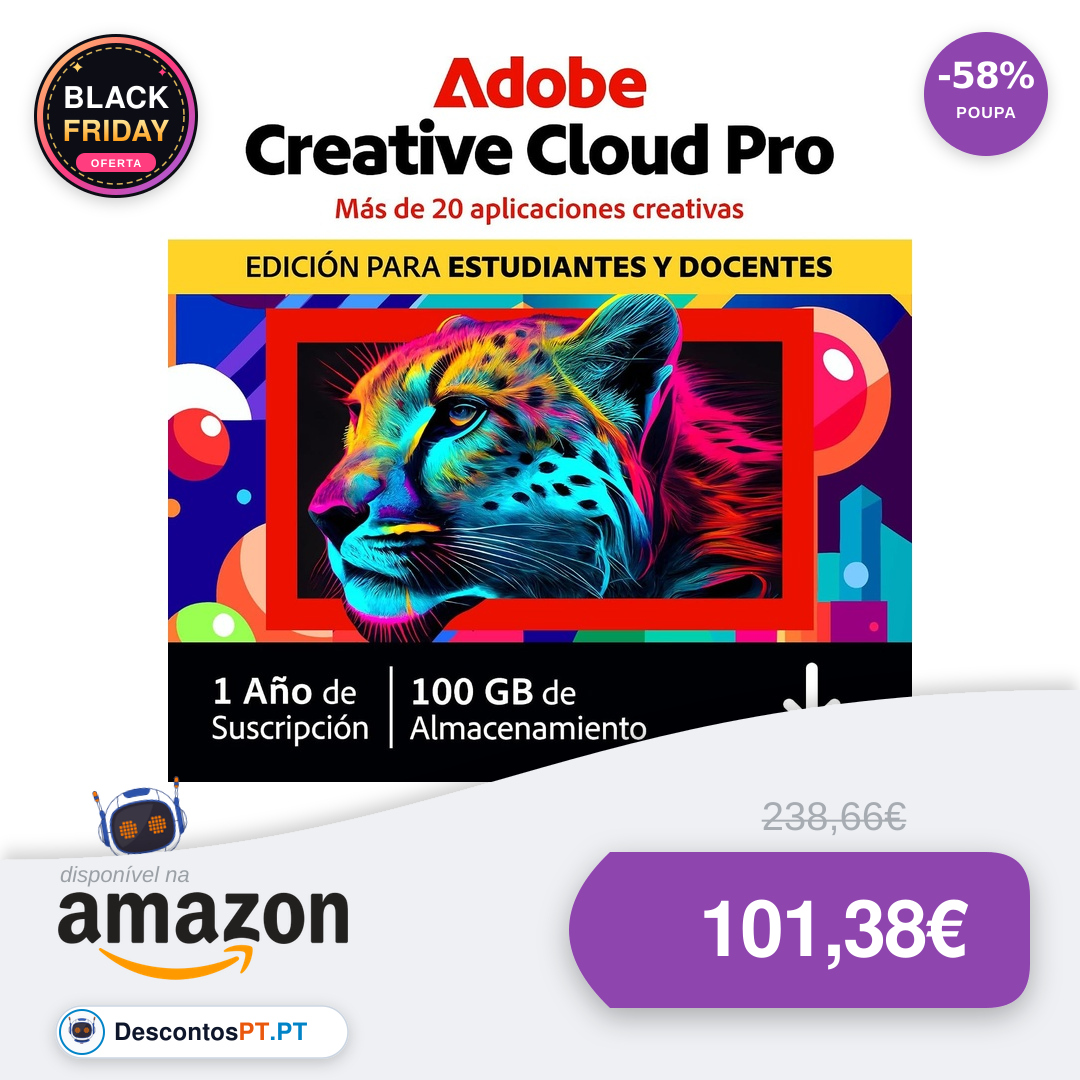 BLACK
FRIDAY
OFERTA
-58%
POUPA
Adobe
Creative Cloud Pro
Más de 20 aplicaciones creativas
EDICIÓN PARA ESTUDIANTES Y DOCENTES
1 Año de
Suscripción
100 GB de
Almacenamiento
238,66€
101,38€
disponível na
amazon
DescontosPT.PT